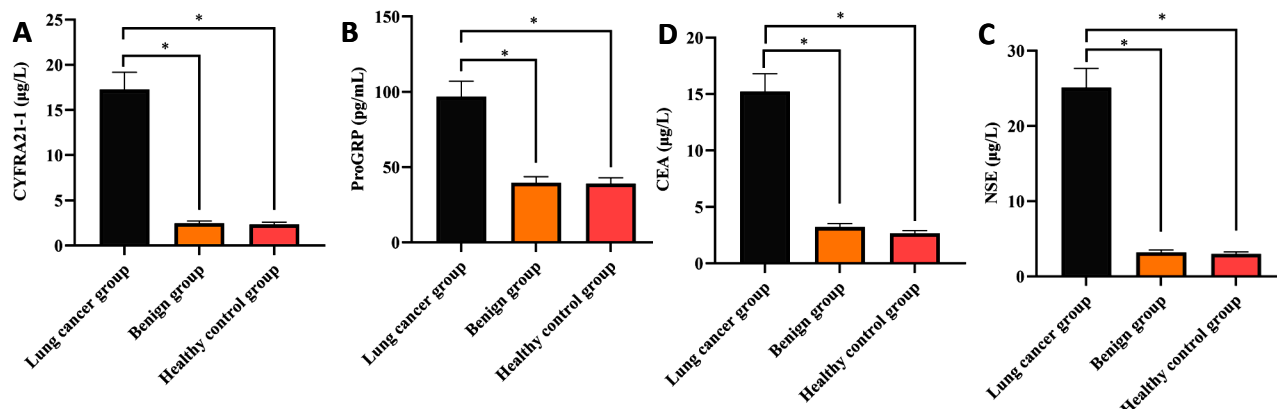 A
CYFRA21-1 (μg/L)
25
20
15
10
5
0
*
*
Lung cancer group
Benign group
Healthy control group
B
ProGRP (pg/mL)
150
100
50
0
*
*
Lung cancer group
Benign group
Healthy control group
D
CEA (μg/L)
20
15
10
5
0
*
*
Lung cancer group
Benign group
Healthy control group
C
NSE (μg/L)
30
20
10
0
*
*
Lung cancer group
Benign group
Healthy control group